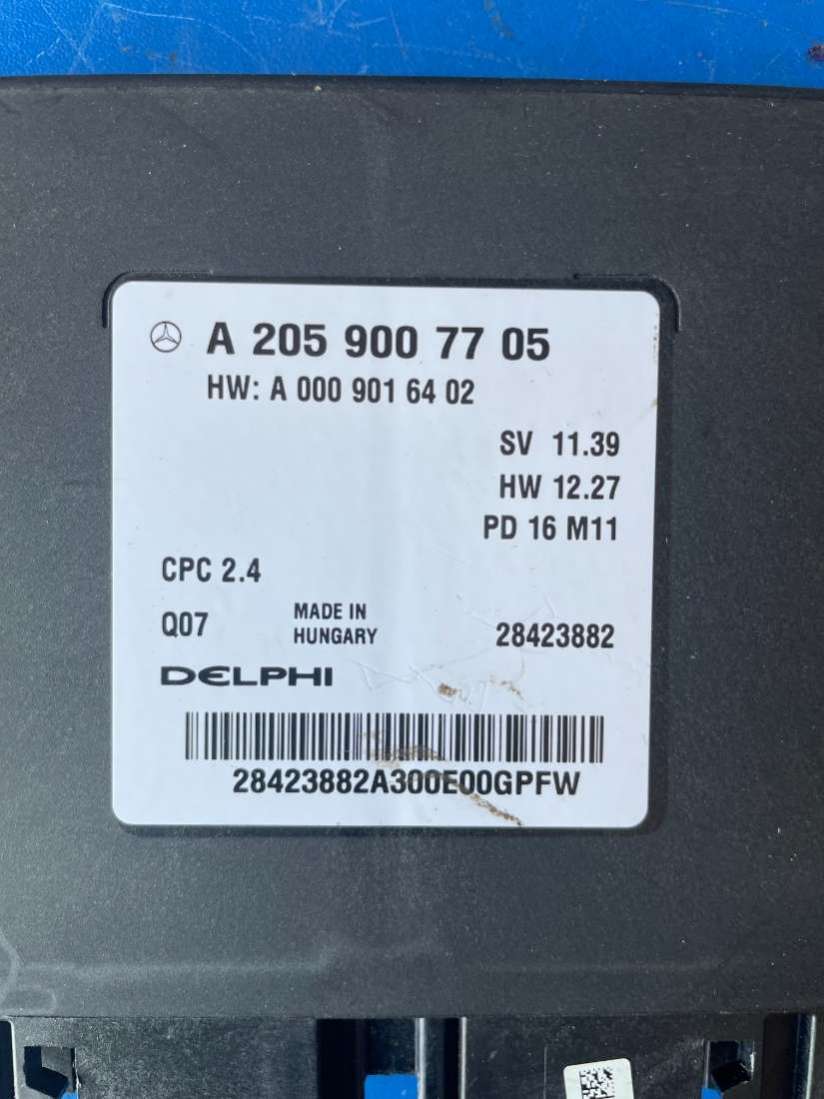 A 205 900 77 05
HW: A 000 901 64 02
SV 11.39
HW 12.27
PD 16 M11
CPC 2.4
Q07
MADE IN
HUNGARY
28423882
DELPHI
28423882A300E00GPFW